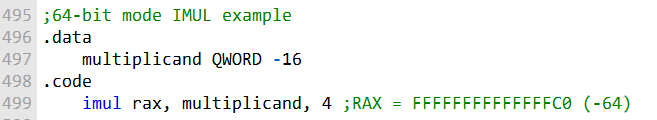 495 ;64-bit mode IMUL example
496 .data
497 multiplicand QWORD -16
498 .code
499 imul rax, multiplicand, 4 ;RAX = FFFFFFFFFFFFFFC0 (-64)